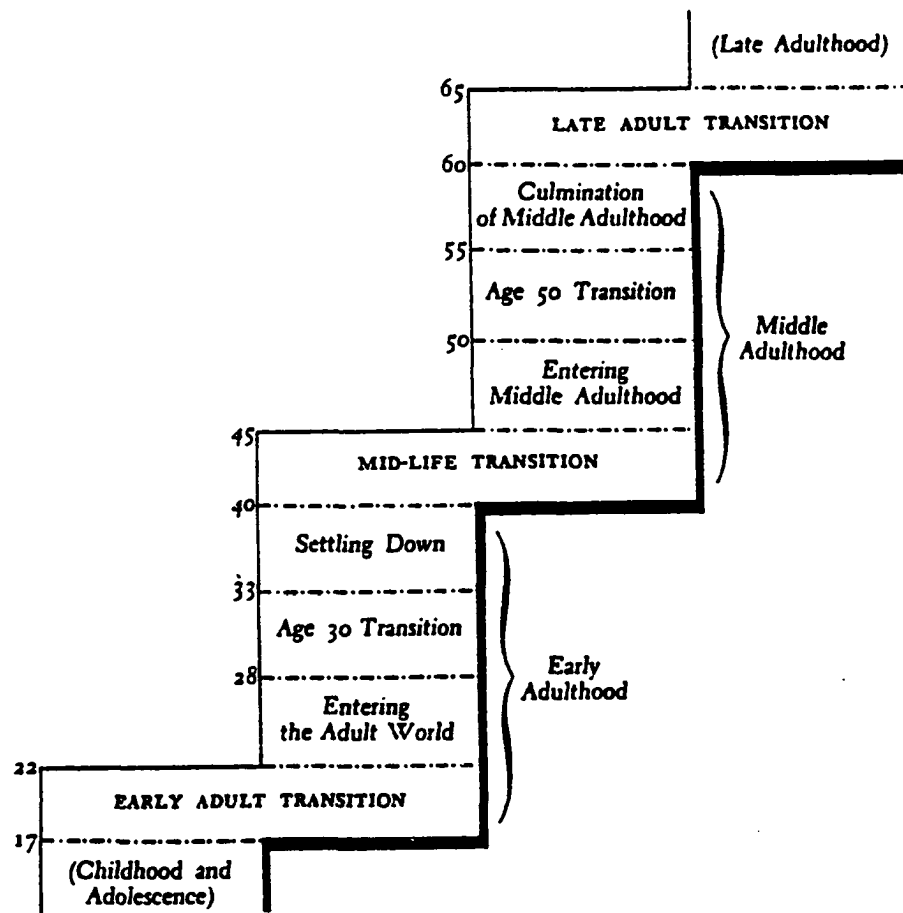 (Late Adulthood)
65
LATE ADULT TRANSITION
60
Culmination
of Middle Adulthood
55
Age 50 Transition
Middle
Adulthood
50
Entering
Middle Adulthood
45
MID-LIFE TRANSITION
40
Settling Down
33
Age 30 Transition
Early
Adulthood
28
Entering
the Adult World
22
EARLY ADULT TRANSITION
17
(Childhood and
Adolescence)